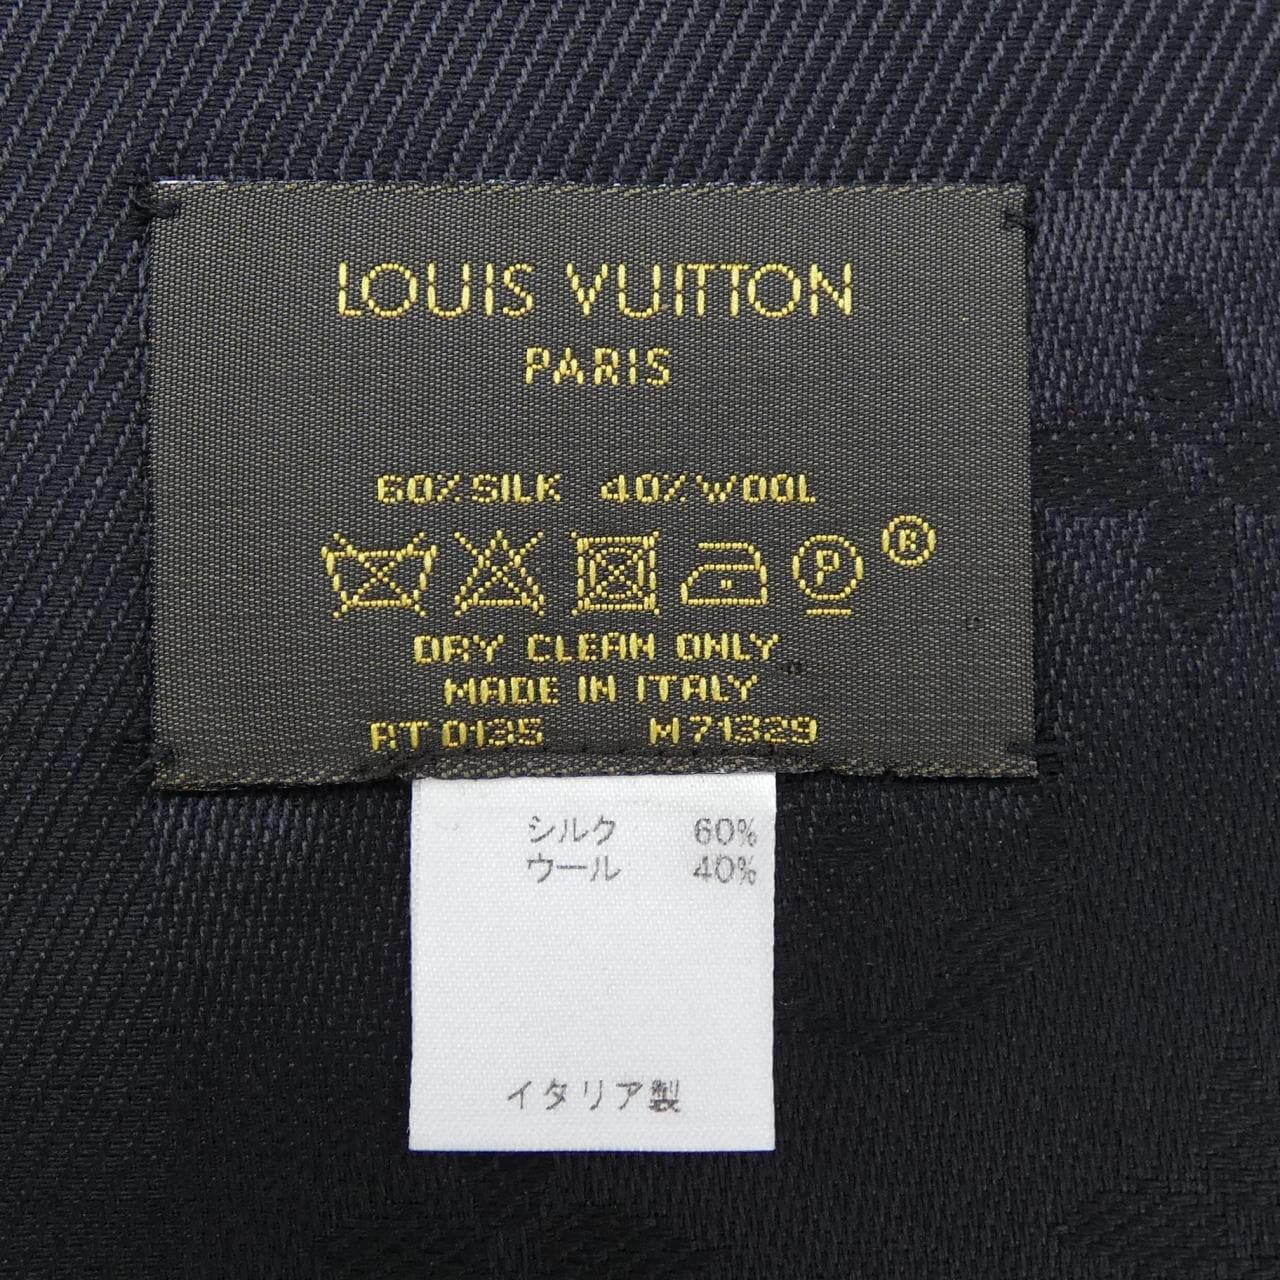 LOUIS VUITTON
PARIS
60% SILK 40% WOOL
P ®
DRY CLEAN ONLY
MADE IN ITALY
RT 0135 M71329
シルク 60%
ウール 40%
イタリア製